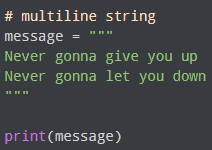 # multiline string
message = """
Never gonna give you up
Never gonna let you down
"""

print(message)